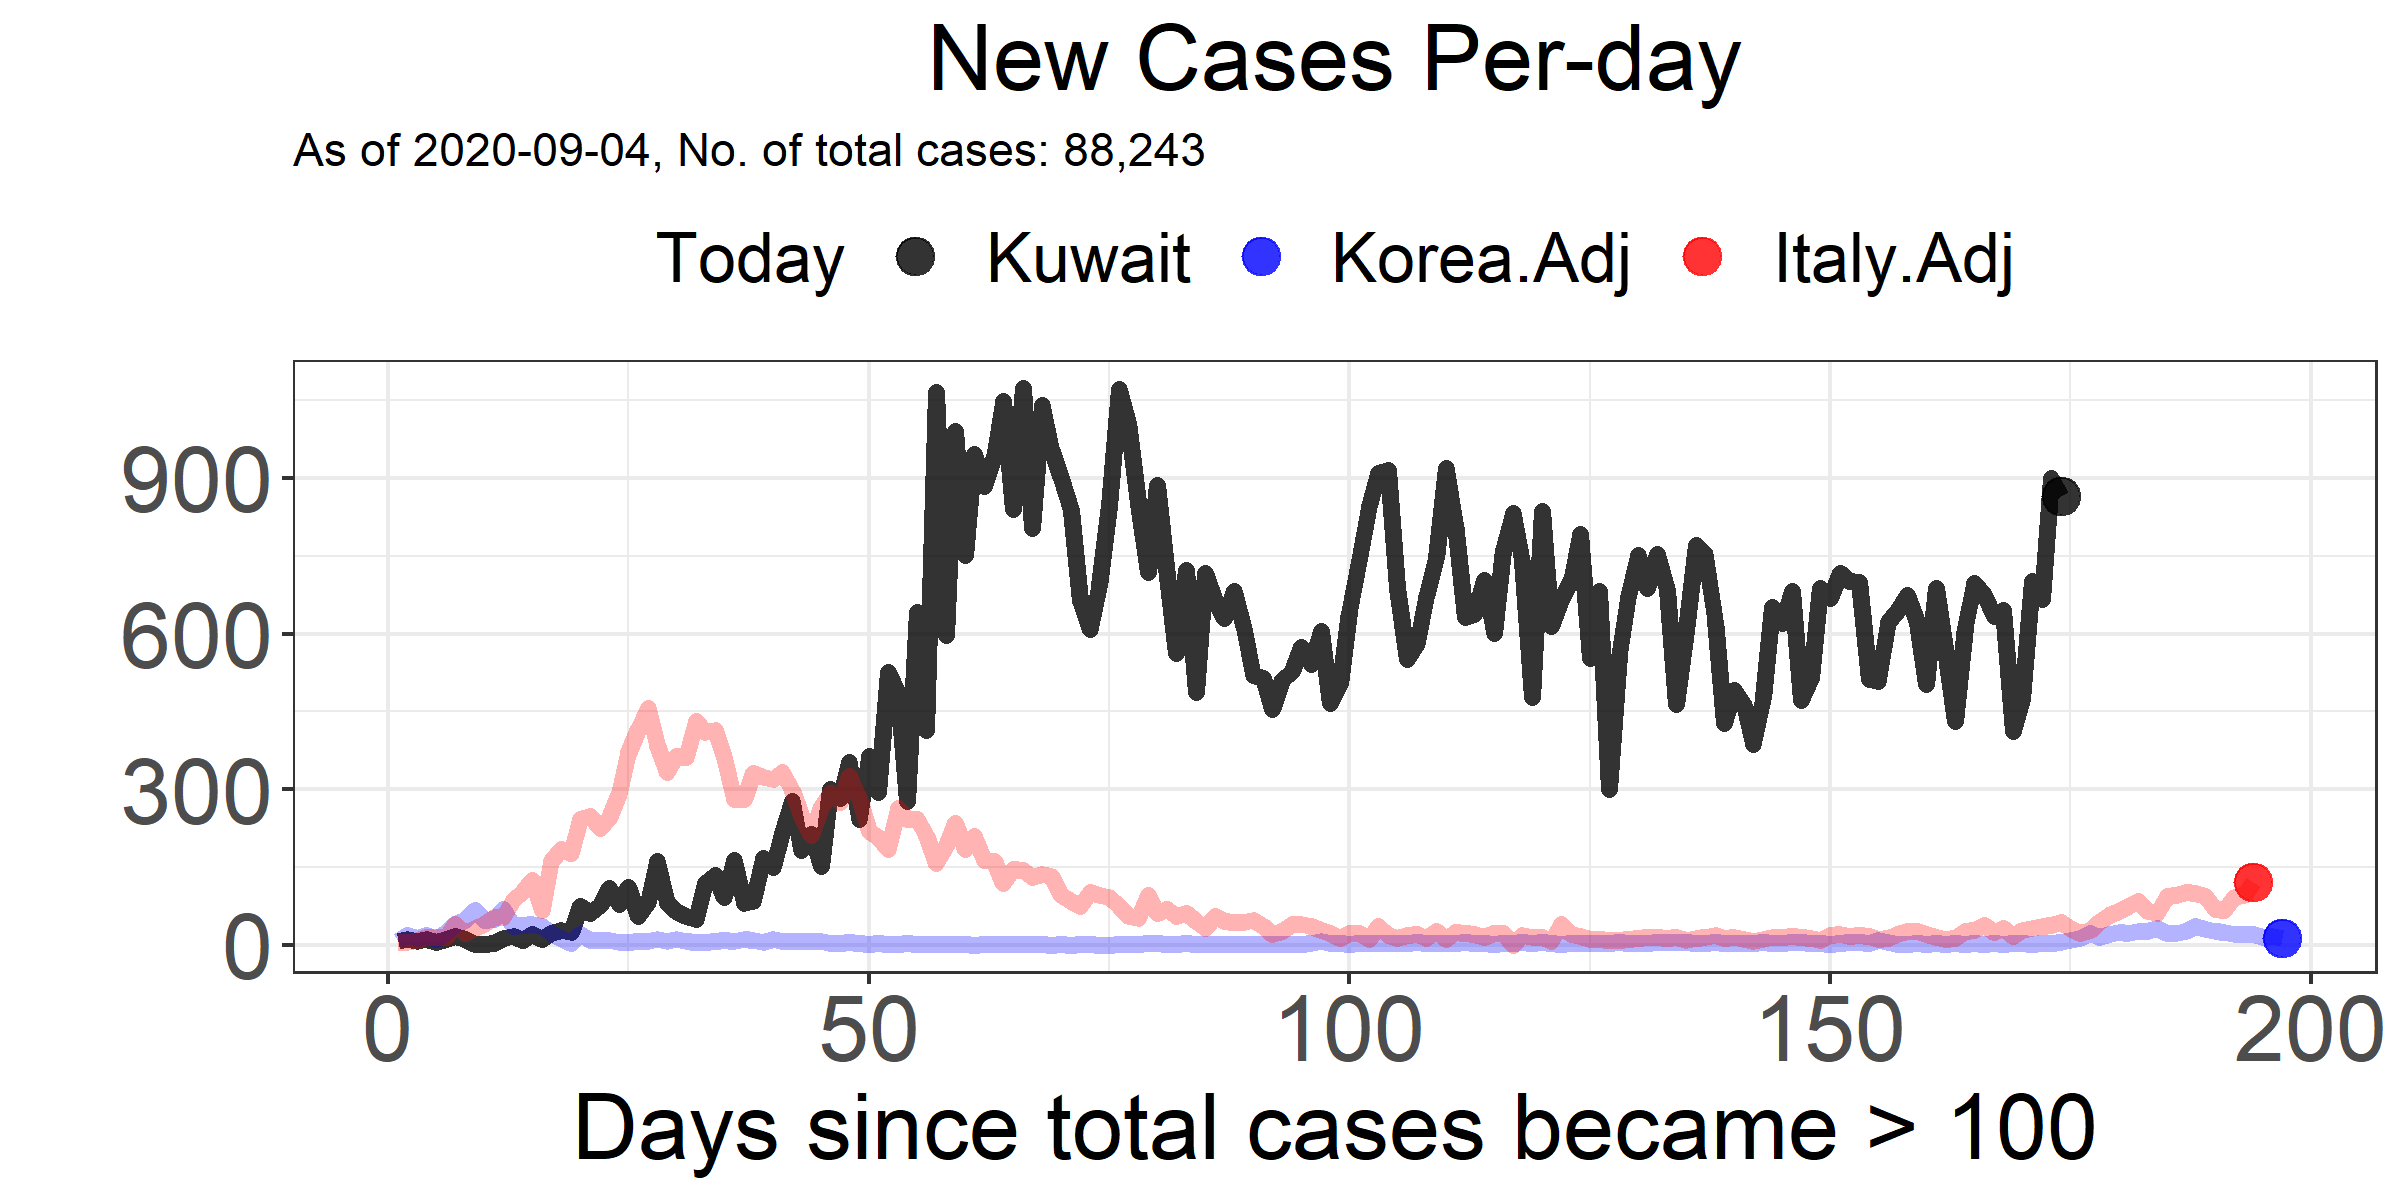 New Cases Per-day
As of 2020-09-04, No. of total cases: 88,243
Today Kuwait Korea.Adj Italy.Adj
900
600
300
0
0 50 100 150 200
Days since total cases became > 100